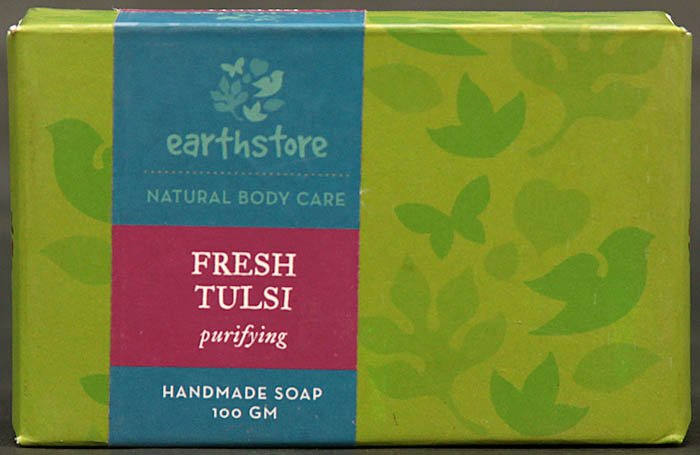 earthstore
NATURAL BODY CARE
FRESH
TULSI
purifying
HANDMADE SOAP
100 GM